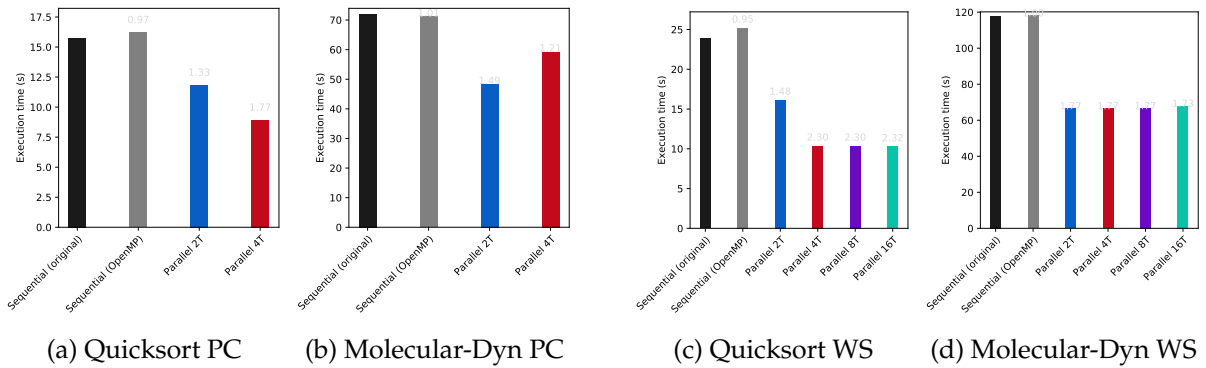 Execution time (s)
17.5
15.0
12.5
10.0
7.5
5.0
2.5
0.0
0.97
1.33
1.77
Sequential (original)
Sequential (OpenMP)
Parallel 2T
Parallel 4T
(a) Quicksort PC
Execution time (s)
70
60
50
40
30
20
10
0
1.01
1.49
1.21
Sequential (original)
Sequential (OpenMP)
Parallel 2T
Parallel 4T
(b) Molecular-Dyn PC
Execution time (s)
25
20
15
10
5
0
0.95
1.48
2.30
2.30
2.32
Sequential (original)
Sequential (OpenMP)
Parallel 2T
Parallel 4T
Parallel 8T
Parallel 16T
(c) Quicksort WS
Execution time (s)
120
100
80
60
40
20
0
1.77
1.77
1.77
1.73
Sequential (original)
Sequential (OpenMP)
Parallel 2T
Parallel 4T
Parallel 8T
Parallel 16T
(d) Molecular-Dyn WS